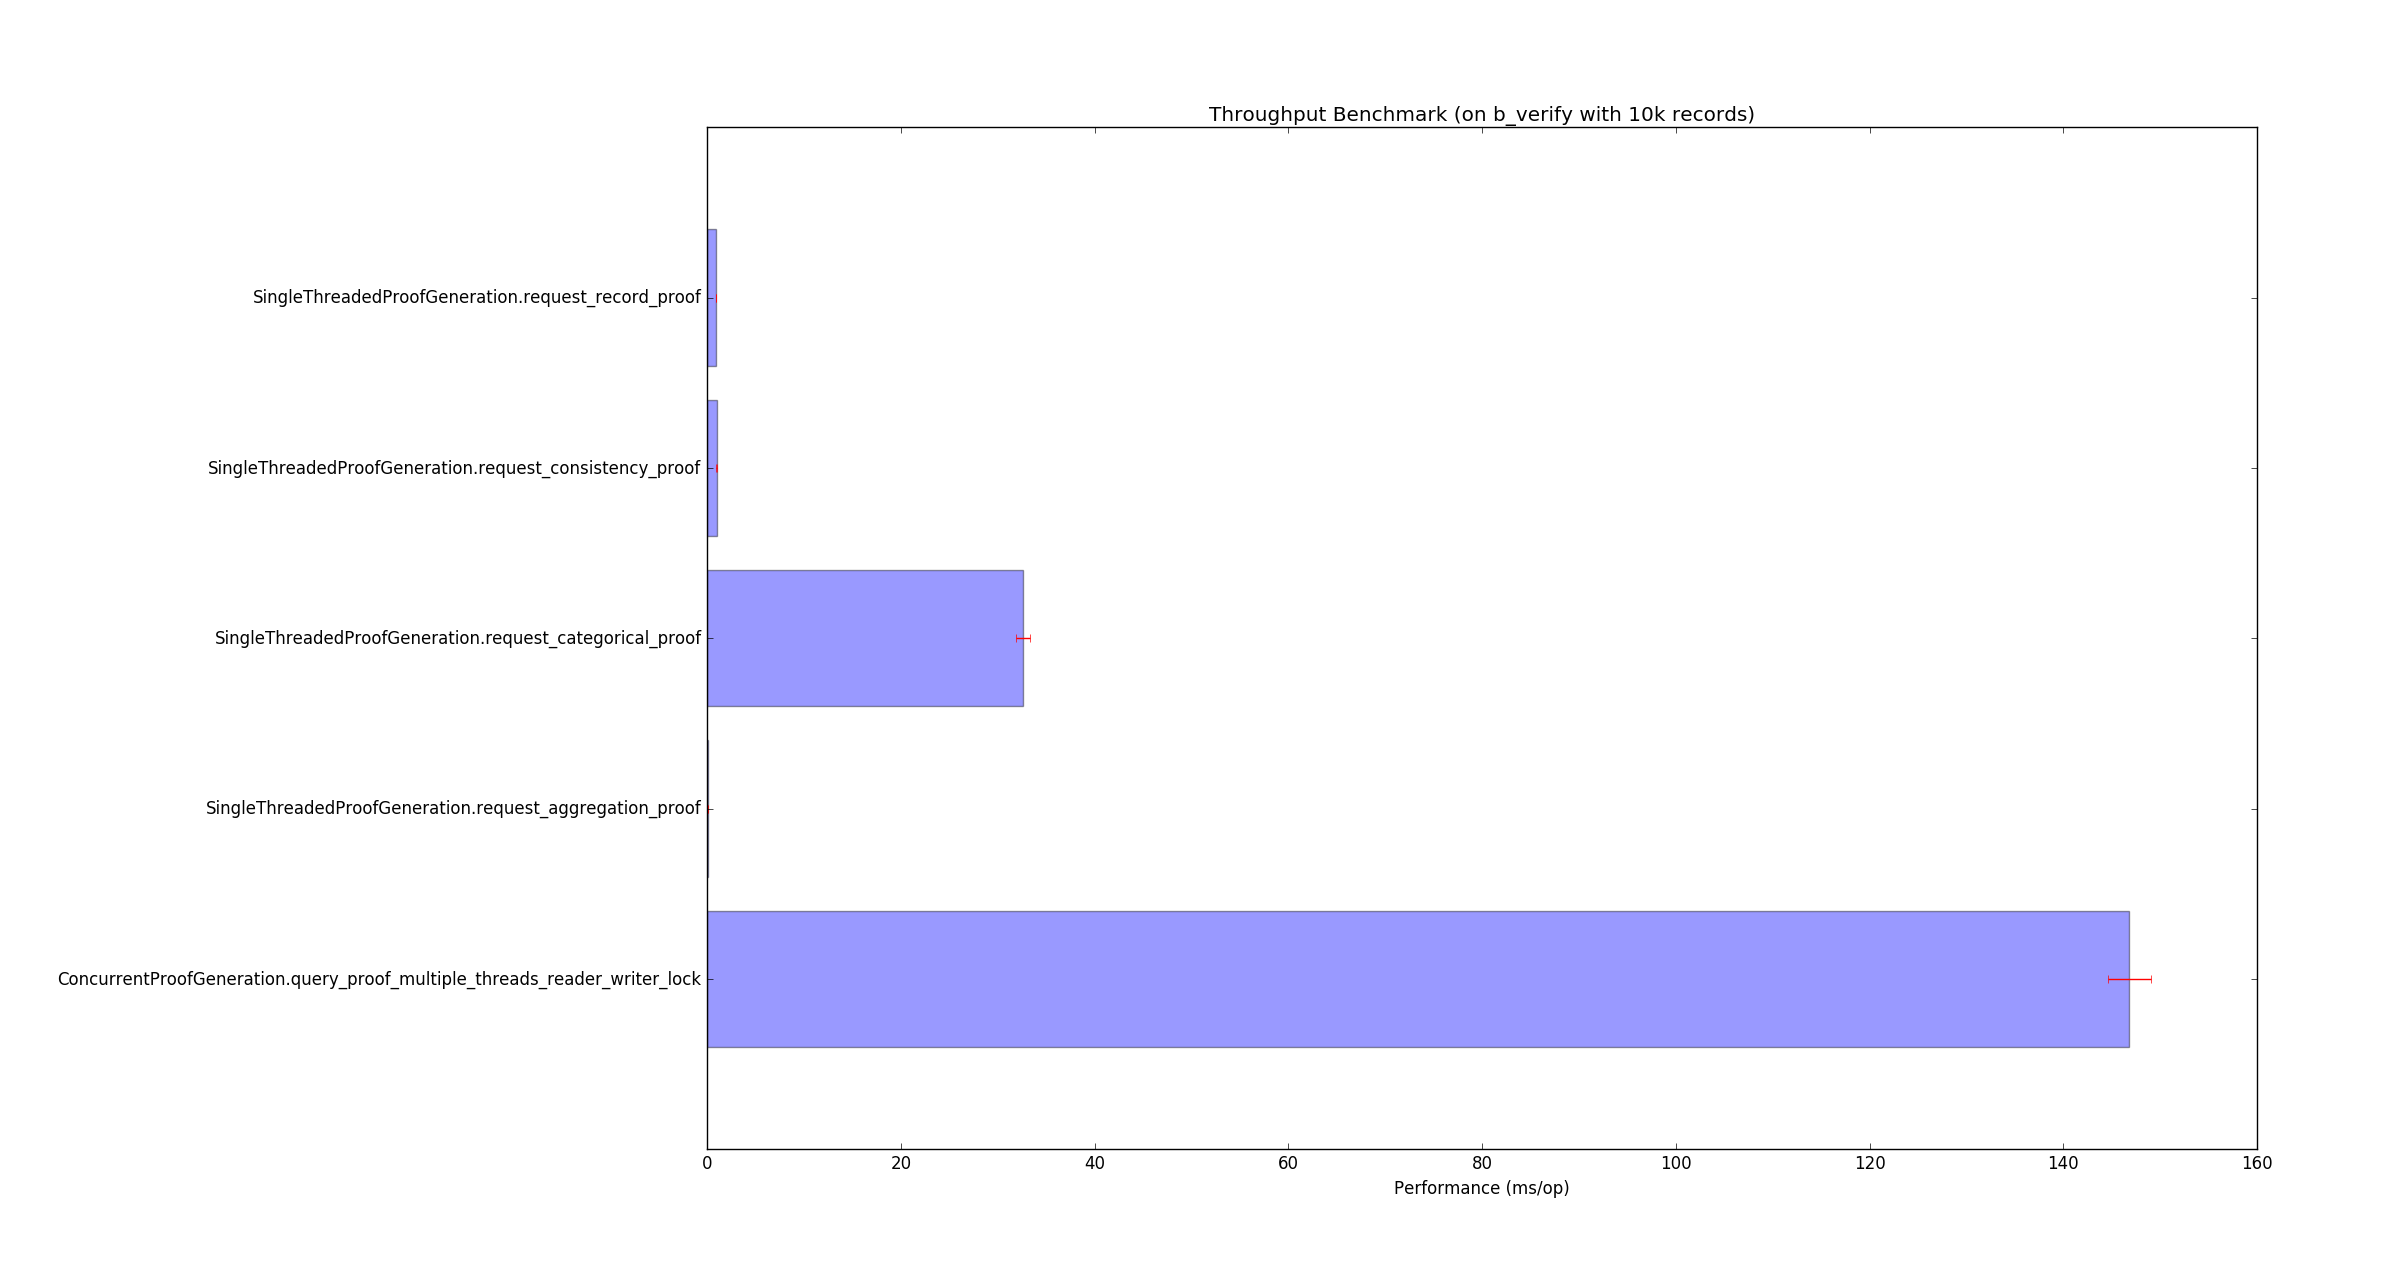 Throughput Benchmark (on b_verify with 10k records)
SingleThreadedProofGeneration.request_record_proof
SingleThreadedProofGeneration.request_consistency_proof
SingleThreadedProofGeneration.request_categorical_proof
SingleThreadedProofGeneration.request_aggregation_proof
ConcurrentProofGeneration.query_proof_multiple_threads_reader_writer_lock
0 20 40 60 80 100 120 140 160
Performance (ms/op)